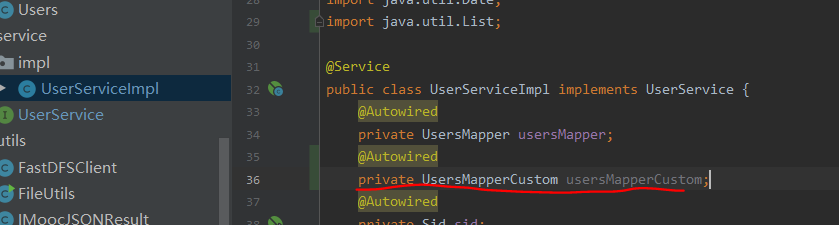 Users
service
impl
UserServiceImpl
UserService
utils
FastDFSClient
FileUtils
IMoocJSONResult
28 import java.util.Date;
29 import java.util.List;
30
31 @Service
32 public class UserServiceImpl implements UserService {
33 @Autowired
34 private UsersMapper usersMapper;
35 @Autowired
36 private UsersMapperCustom usersMapperCustom;
37 @Autowired
38 private Sid sid;